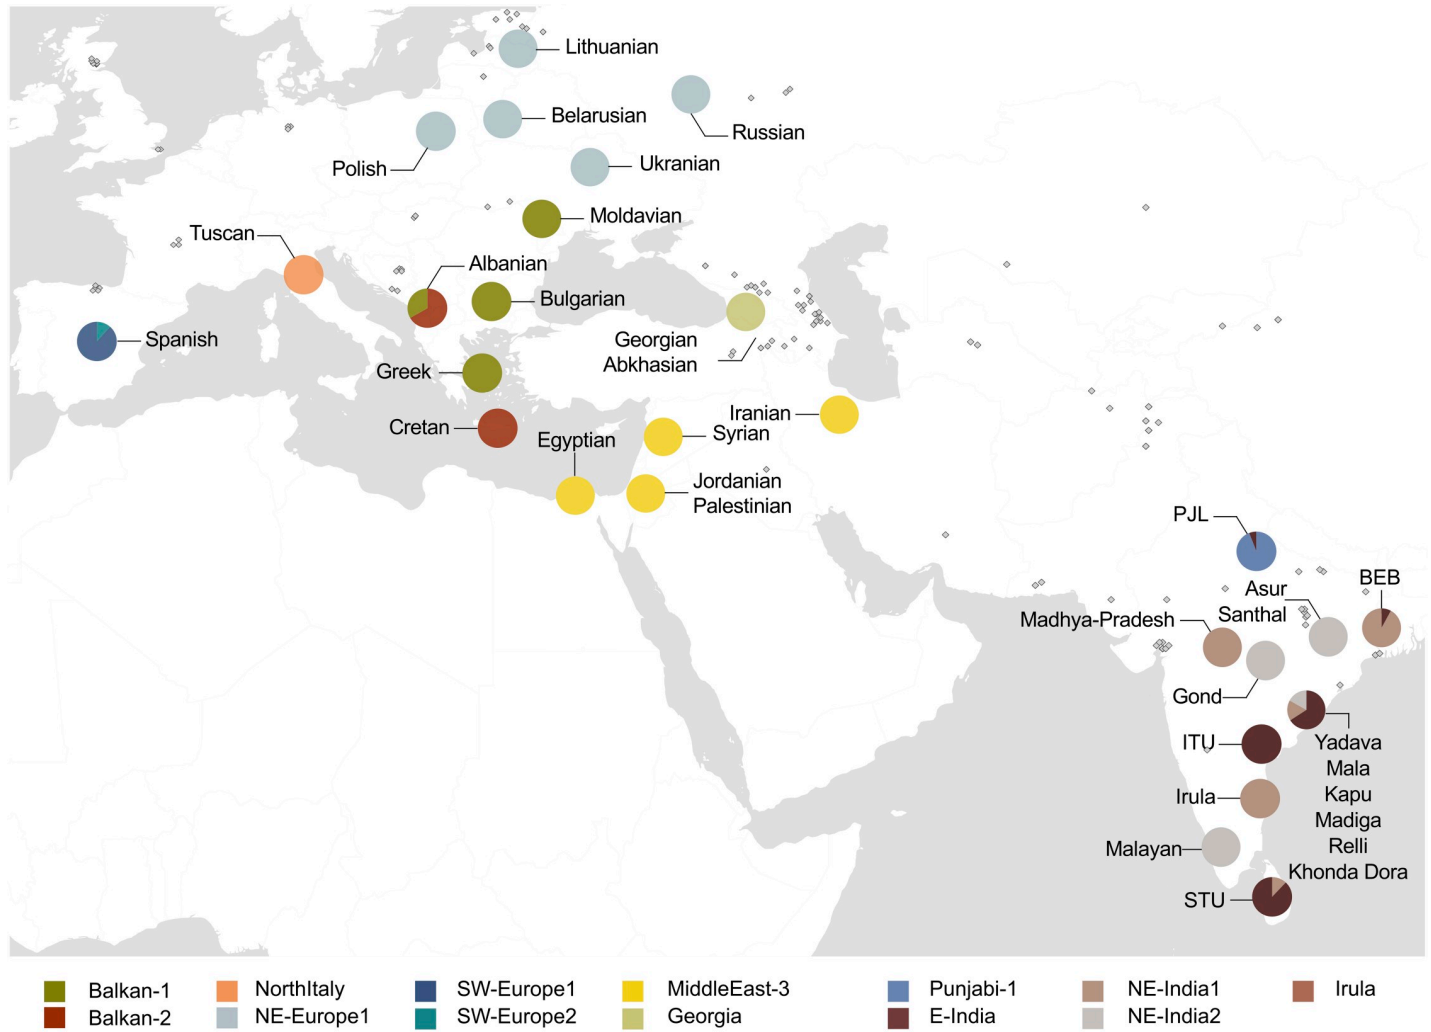 Lithuanian
Belarusian
Russian
Polish
Ukranian
Moldavian
Tuscan
Albanian
Bulgarian
Spanish
Georgian
Abkhasian
Greek
Iranian
Cretan
Syrian
Egyptian
Jordanian
Palestinian
PJL
BEB
Asur
Santhal
Madhya-Pradesh
Gond
ITU
Yadava
Mala
Kapu
Madiga
Relli
Khonda Dora
Irula
Malayan
STU
Balkan-1
NorthItaly
SW-Europe1
MiddleEast-3
Punjabi-1
NE-India1
Irula
Balkan-2
NE-Europe1
SW-Europe2
Georgia
E-India
NE-India2